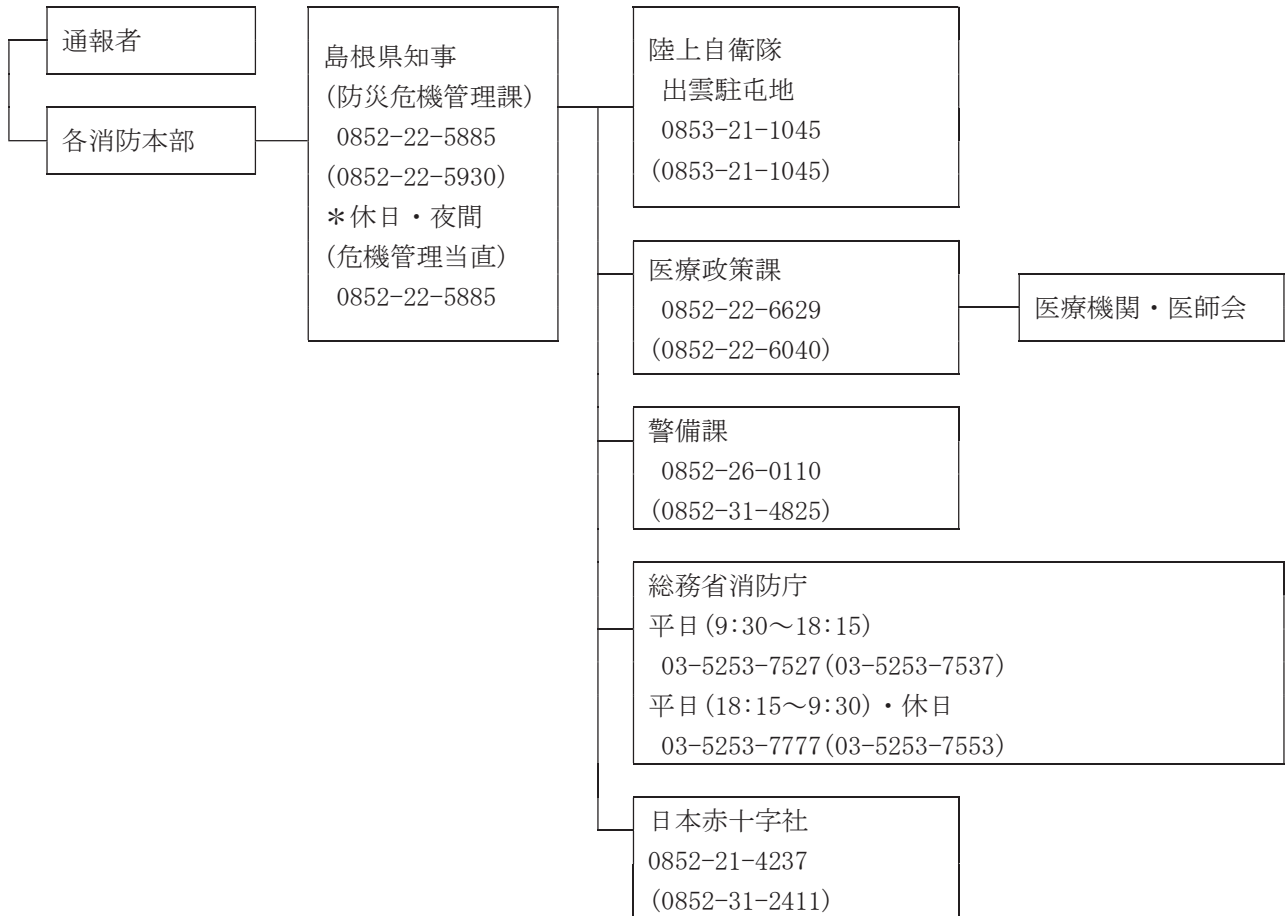 通報者
各消防本部
島根県知事
(防災危機管理課)
0852-22-5885
(0852-22-5930)
＊休日・夜間
(危機管理当直)
0852-22-5885
陸上自衛隊
出雲駐屯地
0853-21-1045
(0853-21-1045)
医療政策課
0852-22-6629
(0852-22-6040)
医療機関・医師会
警備課
0852-26-0110
(0852-31-4825)
総務省消防庁
平日(9:30～18:15)
03-5253-7527(03-5253-7537)
平日(18:15～9:30)・休日
03-5253-7777(03-5253-7553)
日本赤十字社
0852-21-4237
(0852-31-2411)